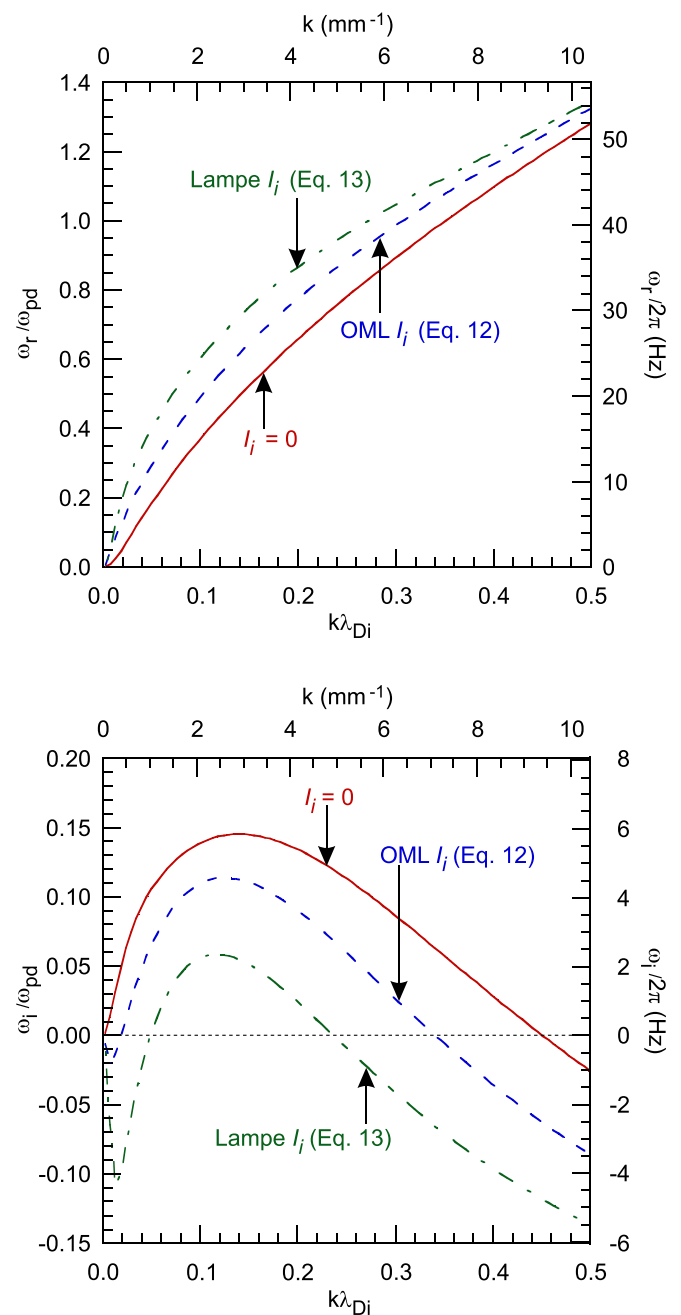 k (mm-1)
0 2 4 6 8 10
1.4
1.2
1.0
0.8
0.6
0.4
0.2
0.0
ωr /ωpd
50
40
30
20
10
0
ωr/2π (Hz)
Lampe Ii (Eq. 13)
OML Ii (Eq. 12)
Ii = 0
0.0 0.1 0.2 0.3 0.4 0.5
kλDi
k (mm-1)
0 2 4 6 8 10
0.20
0.15
0.10
0.05
0.00
-0.05
-0.10
-0.15
ωi /ωpd
8
6
4
2
0
-2
-4
-6
ωi/2π (Hz)
Ii = 0
OML Ii (Eq. 12)
Lampe Ii (Eq. 13)
0.0 0.1 0.2 0.3 0.4 0.5
kλDi